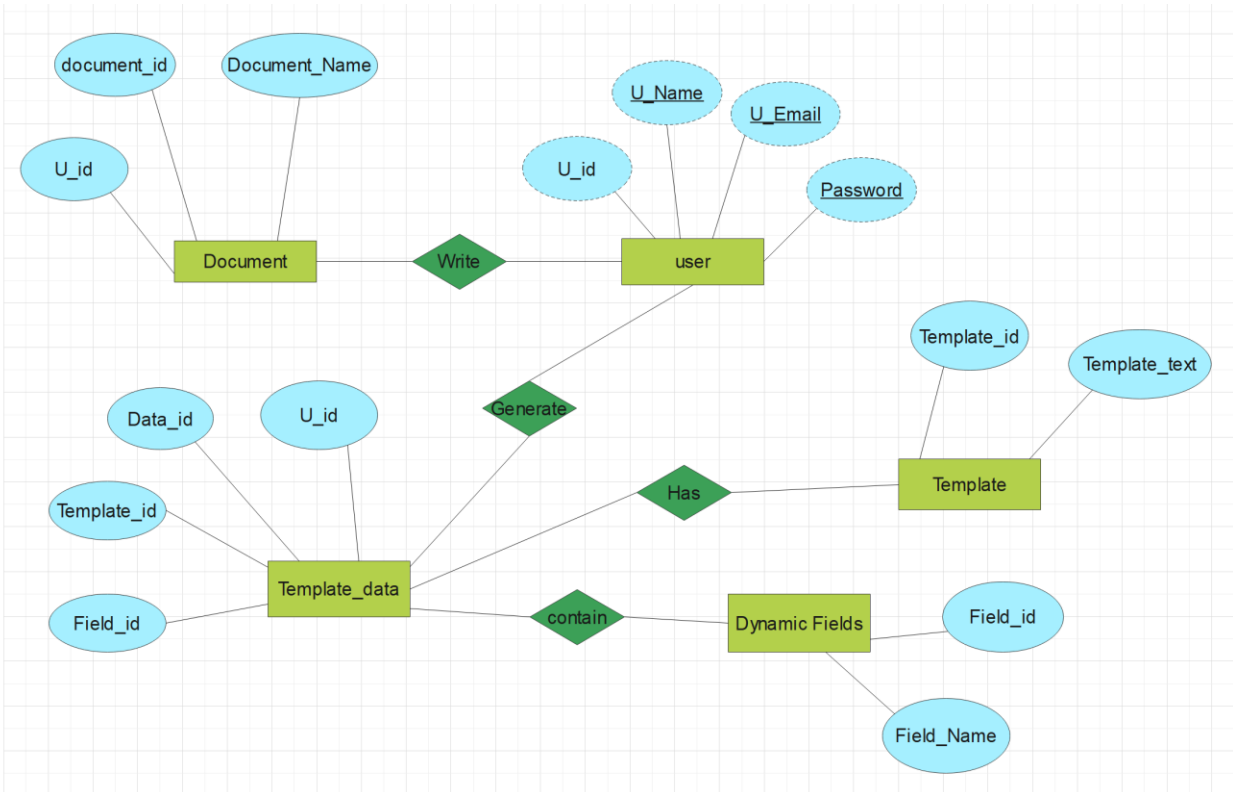 document_id
Document_Name
U_id
U_Name
U_Email
U_id
Password
Document
Write
user
Template_id
Template_text
Data_id
U_id
Generate
Template_id
Has
Template
Template_data
Field_id
contain
Dynamic Fields
Field_id
Field_Name